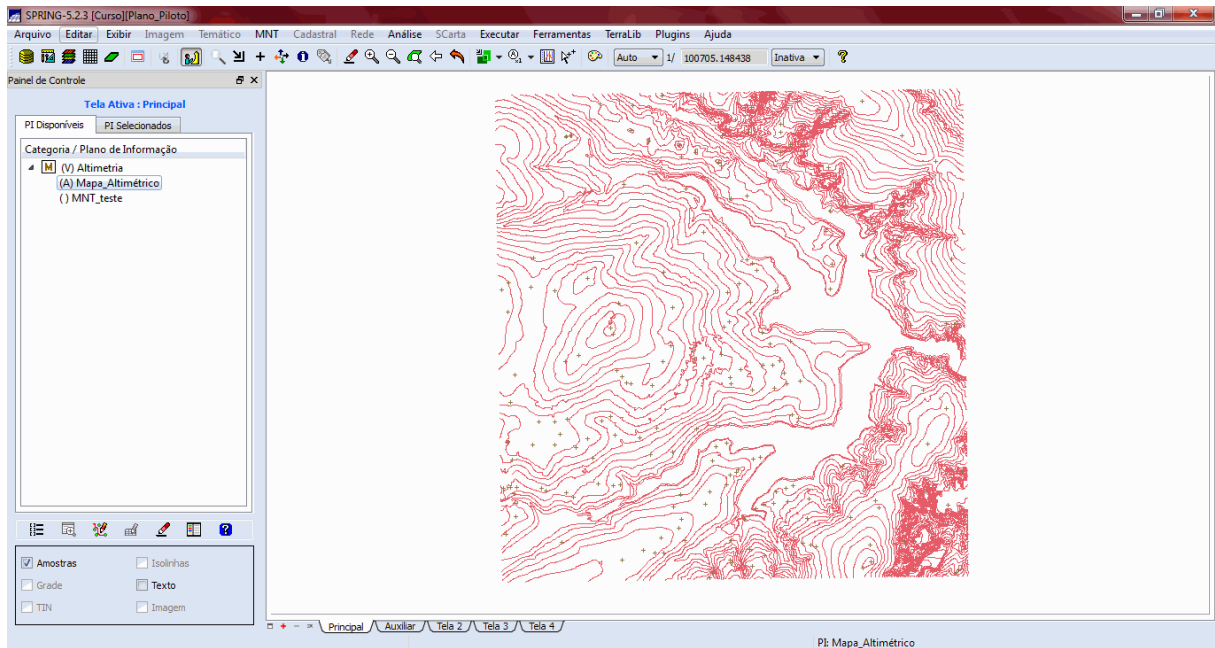 SPRING-5.2.3 [Curso][Plano_Piloto]
Arquivo Editar Exibir Imagem Temático MNT Cadastral Rede Análise SCarta Executar Ferramentas TerraLib Plugins Ajuda
Auto 1/ 100705.148438 Inativa
Painel de Controle
Tela Ativa : Principal
PI Disponíveis PI Selecionados
Categoria / Plano de Informação
M (V) Altimetria
(A) Mapa_Altimétrico
( ) MNT_teste
Amostras Isolinhas
Grade Texto
TIN Imagem
Principal Auxiliar Tela 2 Tela 3 Tela 4
PI: Mapa_Altimétrico